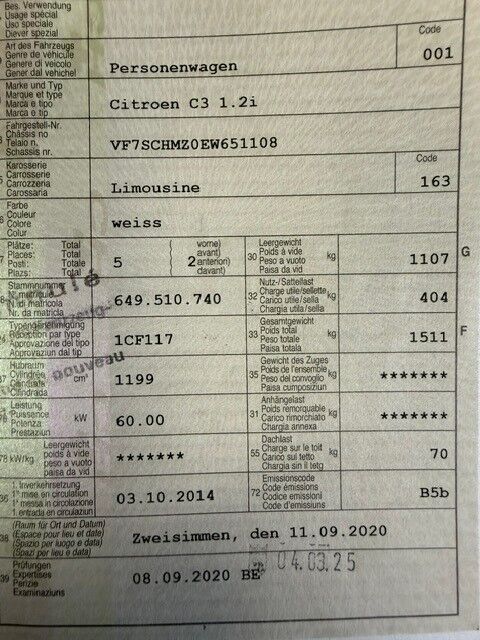 Bes. Verwendung
Usage spécial
Uso speciale
Diever spezial
Art des Fahrzeugs
Genre de véhicule
Genere di veicolo
Gener dal vehichel
Personenwagen
Code
001
Marke und Typ
Marque et type
Marca e tipo
Marca e tip
Citroen C3 1.2i
Fahrgestell-Nr.
Châssis no
Telaio n.
Schassis nr.
VF7SCHMZ0EW651108
Karosserie
Carrosserie
Carrozzeria
Carossaria
Limousine
Code
163
Farbe
Couleur
Colore
Colur
weiss
Plätze: Total
Places: Total
Posti: Totale
Plazs: Total
5
vorne)
avant)
2 anteriori)
davant)
30 Leergewicht
Poids à vide
Peso a vuoto
Paisa da vid
kg
1107
G
Stammnummer
N. di matricola
Nr. da matricla
649.510.740
32 Nutz-/Sattellast
Charge utile/sellette
Carico utile/sella
Chargia utila/sella
kg
404
Typengenehmigung
Réception par type
Approvazione del tipo
Approvaziun dal tip
1CF117
33 Gesamtgewicht
Poids total
Peso totale
Paisa totala
kg
1511
F
Hubraum
Cylindrée
Cilindrata
Cilindrada
cm³
1199
nouveau
35 Gewicht des Zuges
Poids de l'ensemble
Peso del convoglio
Paisa cumposiziun
kg
*******
76 Leistung
Puissance
Potenza
Prestaziun
kW
60.00
31 Anhängelast
Poids remorquable
Carico rimorchiato
Chargia annexa
kg
*******
78 kW/kg
Leergewicht
poids à vide
peso a vuoto
paisa da vid
*******
55 Dachlast
Charge sur le toit
Carico sul tetto
Chargia sin il tetg
kg
70
36 1. Inverkehrsetzung
1re mise en circulation
1a messa in circolazione
1. entrada en circulaziun
03.10.2014
72 Emissionscode
Code émissions
Codice emissioni
Code d'emissiuns
B5b
38 (Raum für Ort und Datum)
(Espace pour lieu et date)
(Spazio per luogo e data)
(Spazi per lieu e data)
Zweisimmen, den 11.09.2020
39 Prüfungen
Expertises
Perizie
Examinaziuns
08.09.2020 BE
04.03.25